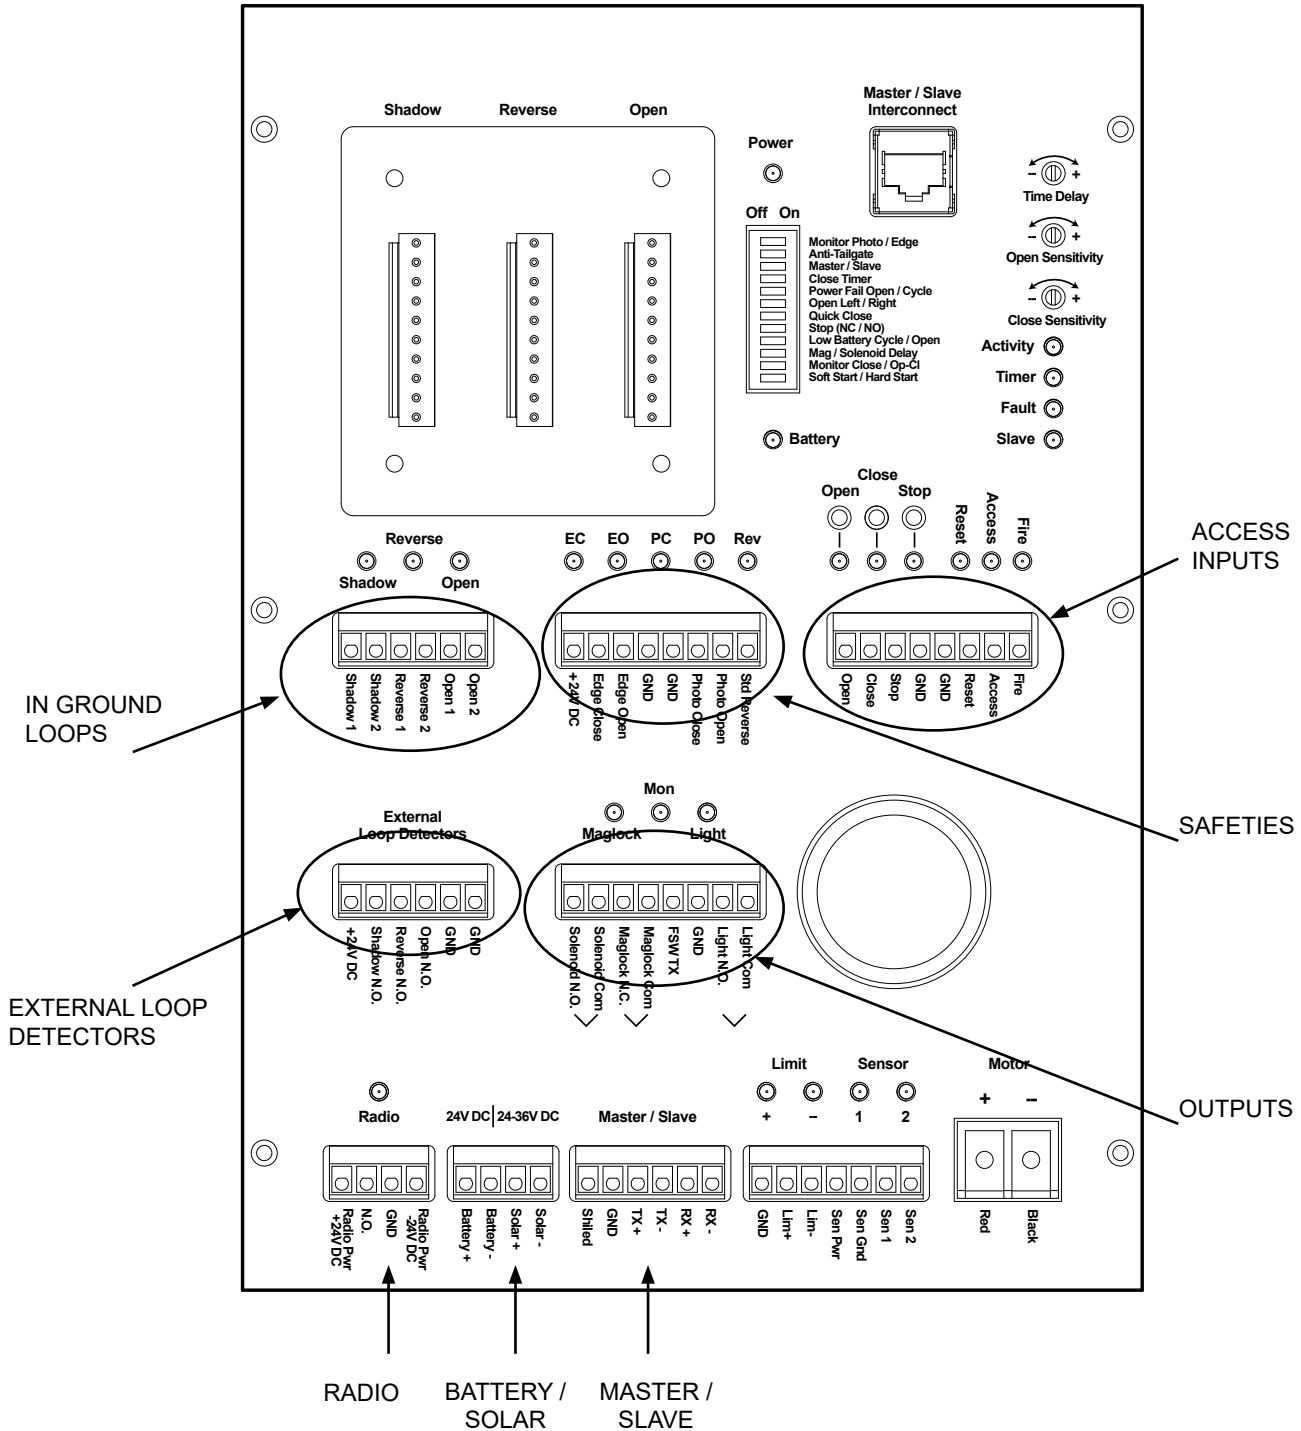 Shadow
Reverse
Open
Master / Slave
Interconnect
Power
- +
Time Delay
Off On
Monitor Photo / Edge
Anti-Tailgate
Master / Slave
Close Timer
Power Fail Open / Cycle
Open Left / Right
Quick Close
Stop (NC / NO)
Low Battery Cycle / Open
Mag / Solenoid Delay
Monitor Close / Op-Cl
Soft Start / Hard Start
- +
Open Sensitivity
- +
Close Sensitivity
Activity
Timer
Fault
Slave
Battery
Close
Open
Stop
Reset
Access
Fire
ACCESS
INPUTS
Reverse
Shadow
Open
EC
EO
PC
PO
Rev
Shadow 1
Shadow 2
Reverse 1
Reverse 2
Open 1
Open 2
+24V DC
Edge Close
Edge Open
GND
GND
Photo Close
Photo Open
Std Reverse
Open
Close
Stop
GND
GND
Reset
Access
Fire
IN GROUND
LOOPS
SAFETIES
External
Loop Detectors
Mon
Maglock
Light
+24V DC
Shadow N.O.
Reverse N.O.
Open N.O.
GND
GND
Solenoid N.O.
Solenoid Com
Maglock N.C.
Maglock Com
FSW TX
GND
Light N.O.
Light Com
EXTERNAL LOOP
DETECTORS
OUTPUTS
Radio
24V DC
24-36V DC
Master / Slave
Limit
+
–
Sensor
1
2
Motor
+
--
Radio Pwr
+24V DC
N.O.
GND
Radio Pwr
-24V DC
Battery +
Battery -
Solar +
Solar -
Shiled
GND
TX +
TX -
RX +
RX -
GND
Lim+
Lim-
Sen Pwr
Sen Gnd
Sen 1
Sen 2
Red
Black
RADIO
BATTERY /
SOLAR
MASTER /
SLAVE